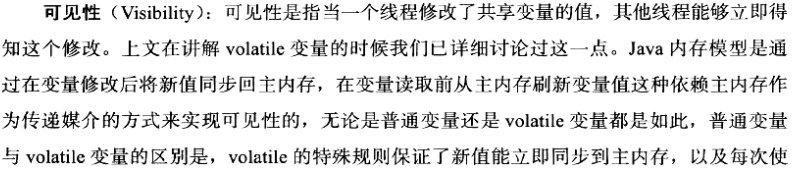 可见性（Visibility）：可见性是指当一个线程修改了共享变量的值，其他线程能够立即得
知这个修改。上文在讲解 volatile 变量的时候我们已详细讨论过这一点。Java 内存模型是通
过在变量修改后将新值同步回主内存，在变量读取前从主内存刷新变量值这种依赖主内存作
为传递媒介的方式来实现可见性的，无论是普通变量还是 volatile 变量都是如此，普通变量
与 volatile 变量的区别是，volatile 的特殊规则保证了新值能立即同步到主内存，以及每次使